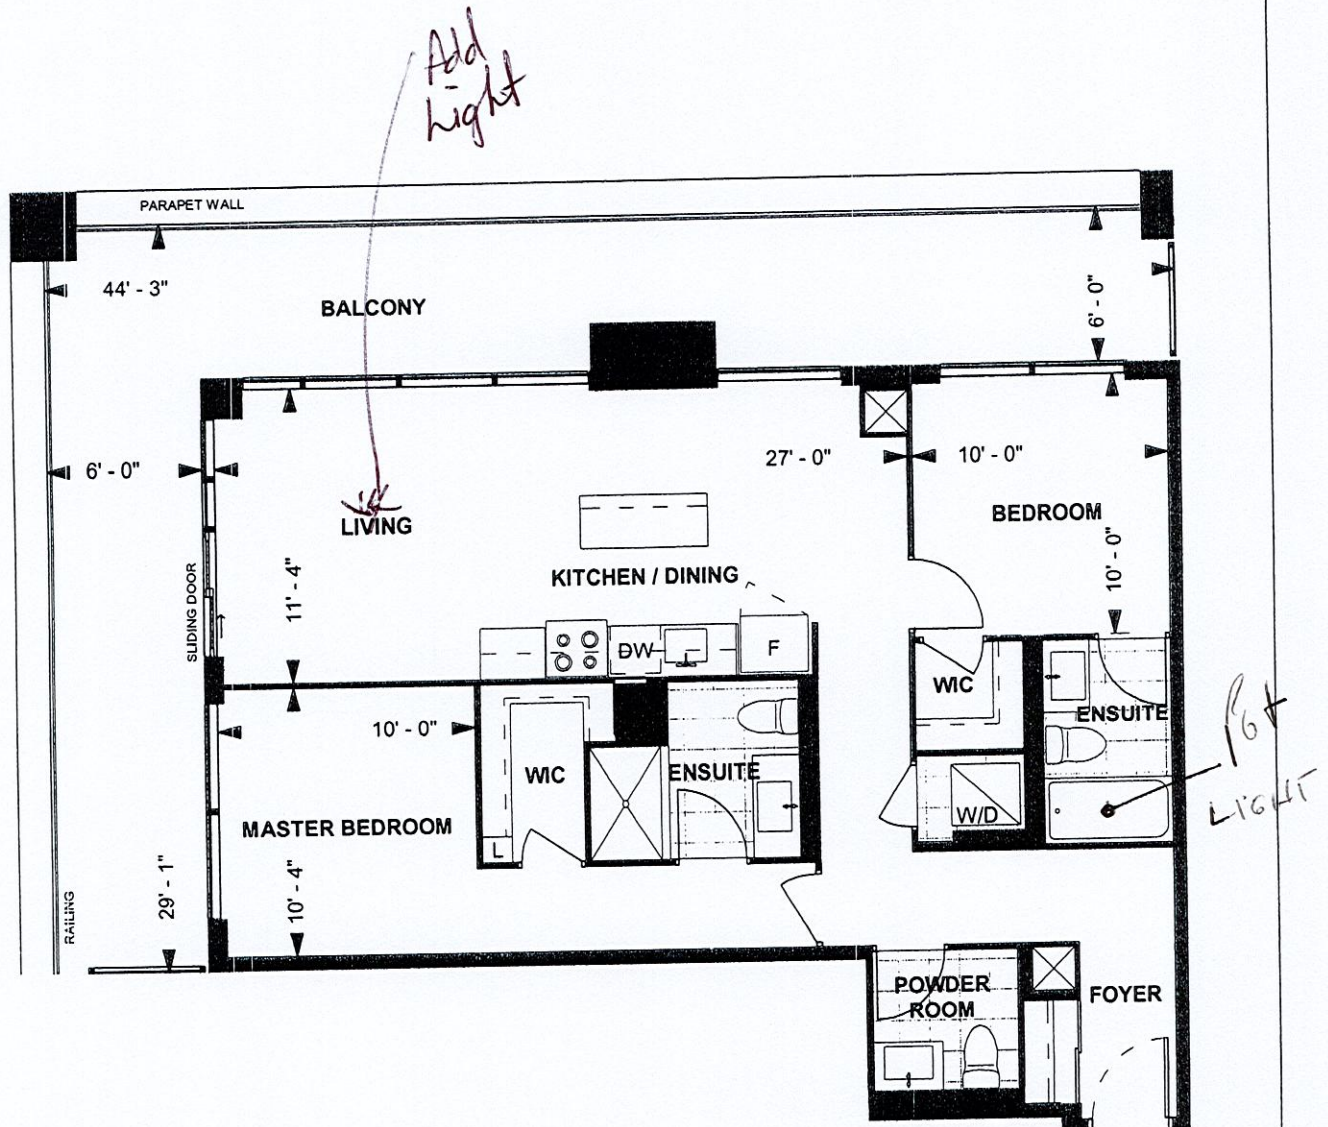 Add
Light
PARAPET WALL
44' - 3"
BALCONY
6' - 0"
6' - 0"
27' - 0"
10' - 0"
LIVING
BEDROOM
SLIDING DOOR
11' - 4"
KITCHEN / DINING
10' - 0"
DW
F
WIC
ENSUITE
Pot
LIGHT
10' - 0"
WIC
ENSUITE
MASTER BEDROOM
W/D
L
RAILING
29' - 1"
10' - 4"
POWDER
ROOM
FOYER